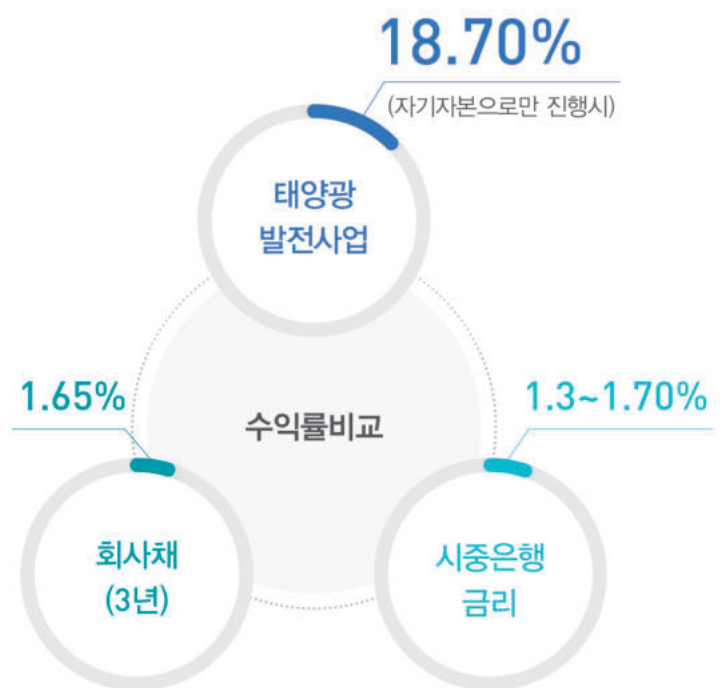 18.70%
(자기자본으로만 진행시)
태양광
발전사업
수익률비교
1.65%
회사채
(3년)
1.3~1.70%
시중은행
금리